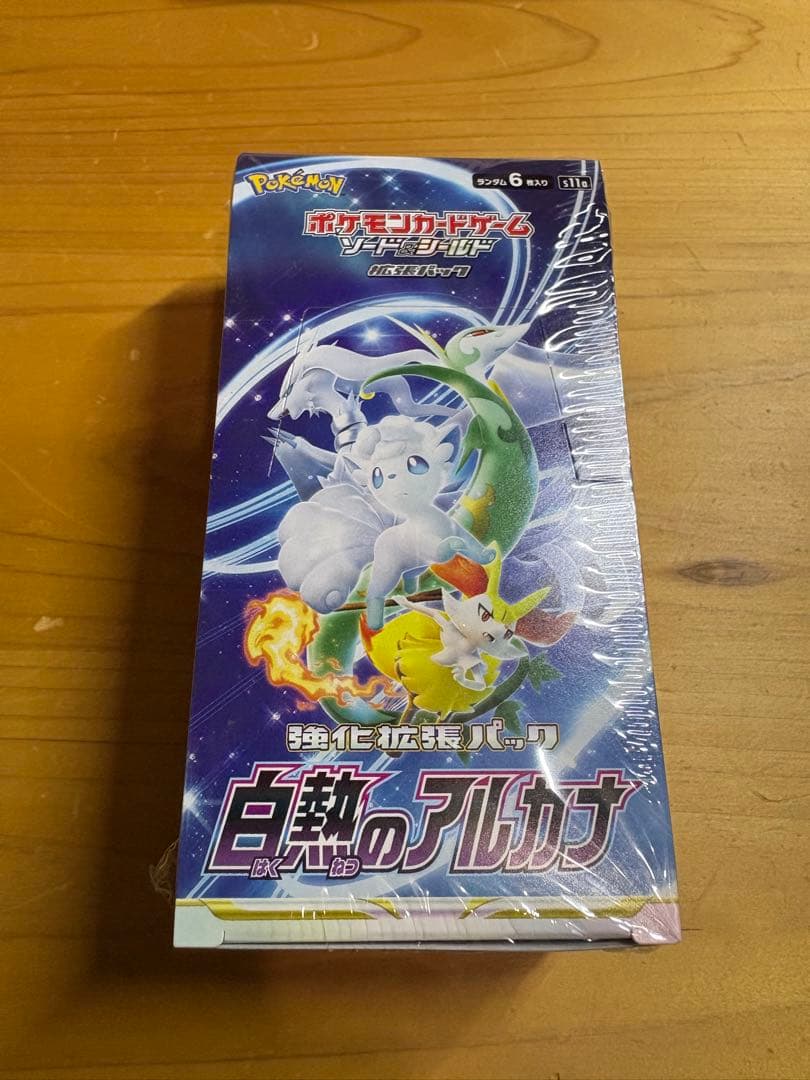 POKéMON
ランダム6枚入り s11a
ポケモンカードゲーム
ソード&シールド
拡張パック
強化拡張パック
白熱のアルカナ
はく ねつ